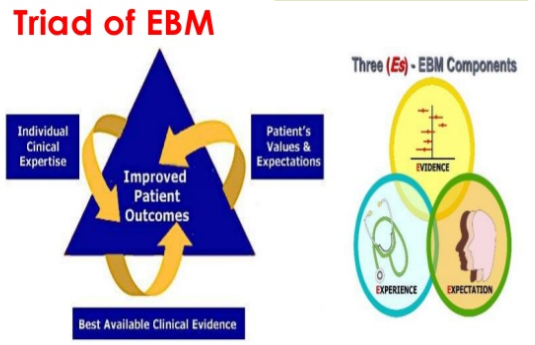 Triad of EBM
Individual
Clinical
Expertise
Patient's
Values &
Expectations
Improved
Patient
Outcomes
Best Available Clinical Evidence
Three (Es) - EBM Components
EVIDENCE
EXPERIENCE
EXPECTATION